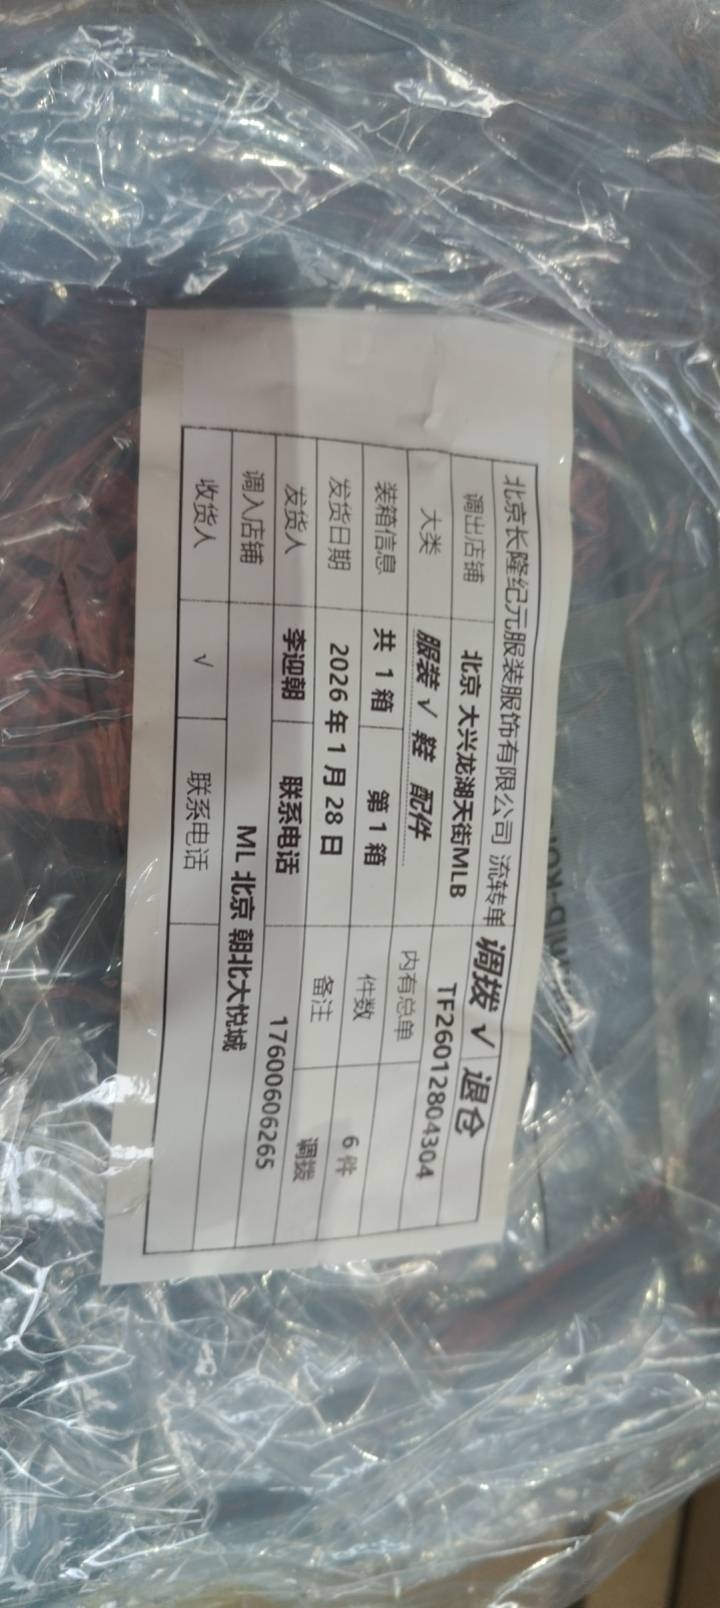 北京长隆纪元服装服饰有限公司 流转单 调拨 √ 退仓
调出店铺 北京 大兴龙湖天街MLB TF26012804304
大类 服装 √ 鞋 配件 内有总单
装箱信息 共 1 箱 第 1 箱 件数 6 件
发货日期 2026 年 1 月 28 日 备注 调拨
发货人 李迎朝 联系电话 17600606265
调入店铺 ML 北京 朝北大悦城
收货人 √ 联系电话